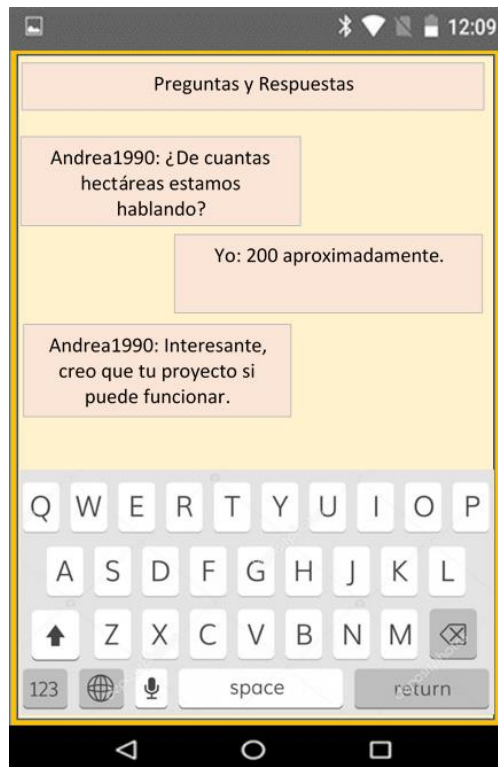 12:09
Preguntas y Respuestas
Andrea1990: ¿De cuantas
hectáreas estamos
hablando?
Yo: 200 aproximadamente.
Andrea1990: Interesante,
creo que tu proyecto si
puede funcionar.
Q W E R T Y U I O P
A S D F G H J K L
Z X C V B N M
123 space return